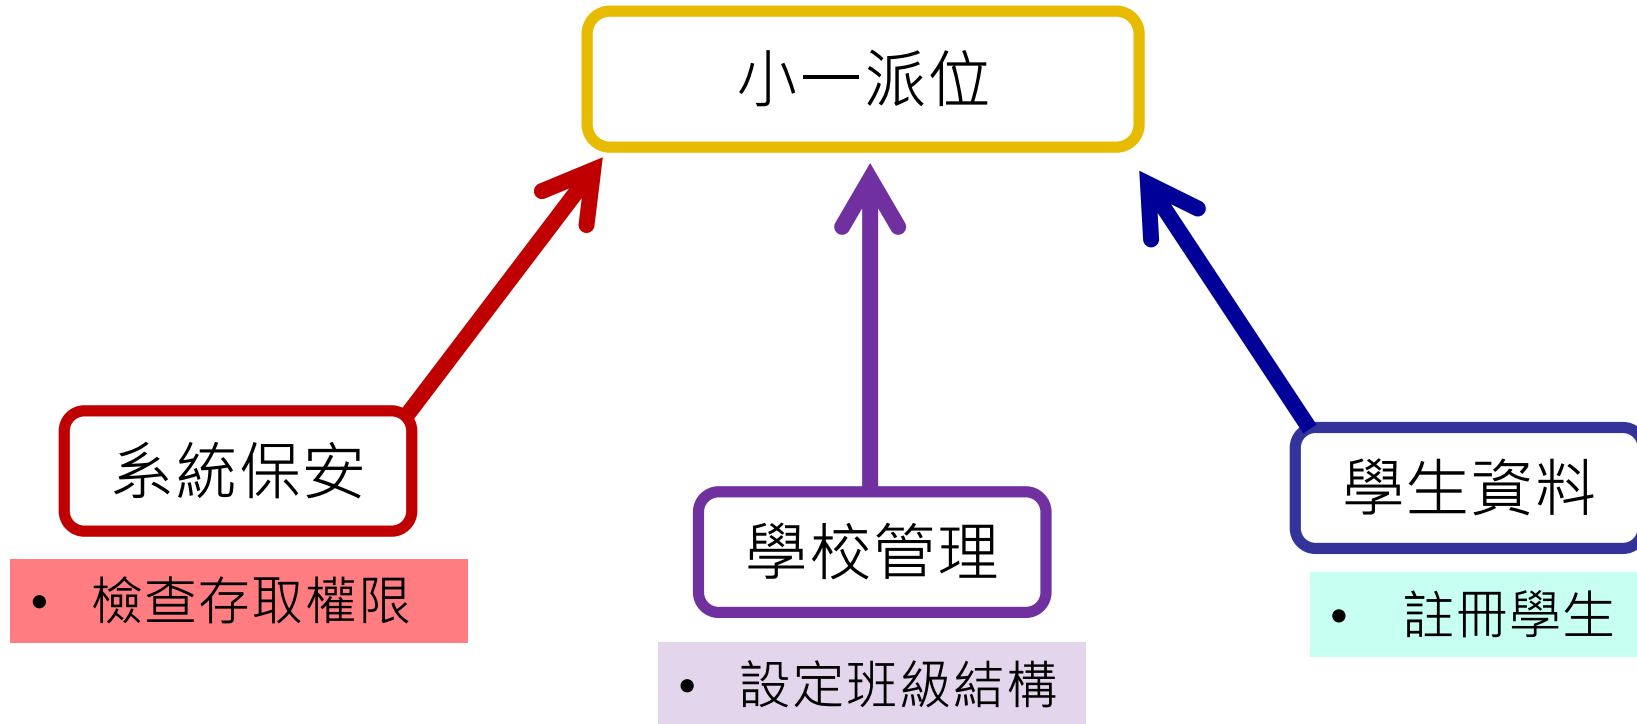 小一派位
系統保安
• 檢查存取權限
學校管理
• 設定班級結構
學生資料
• 註冊學生